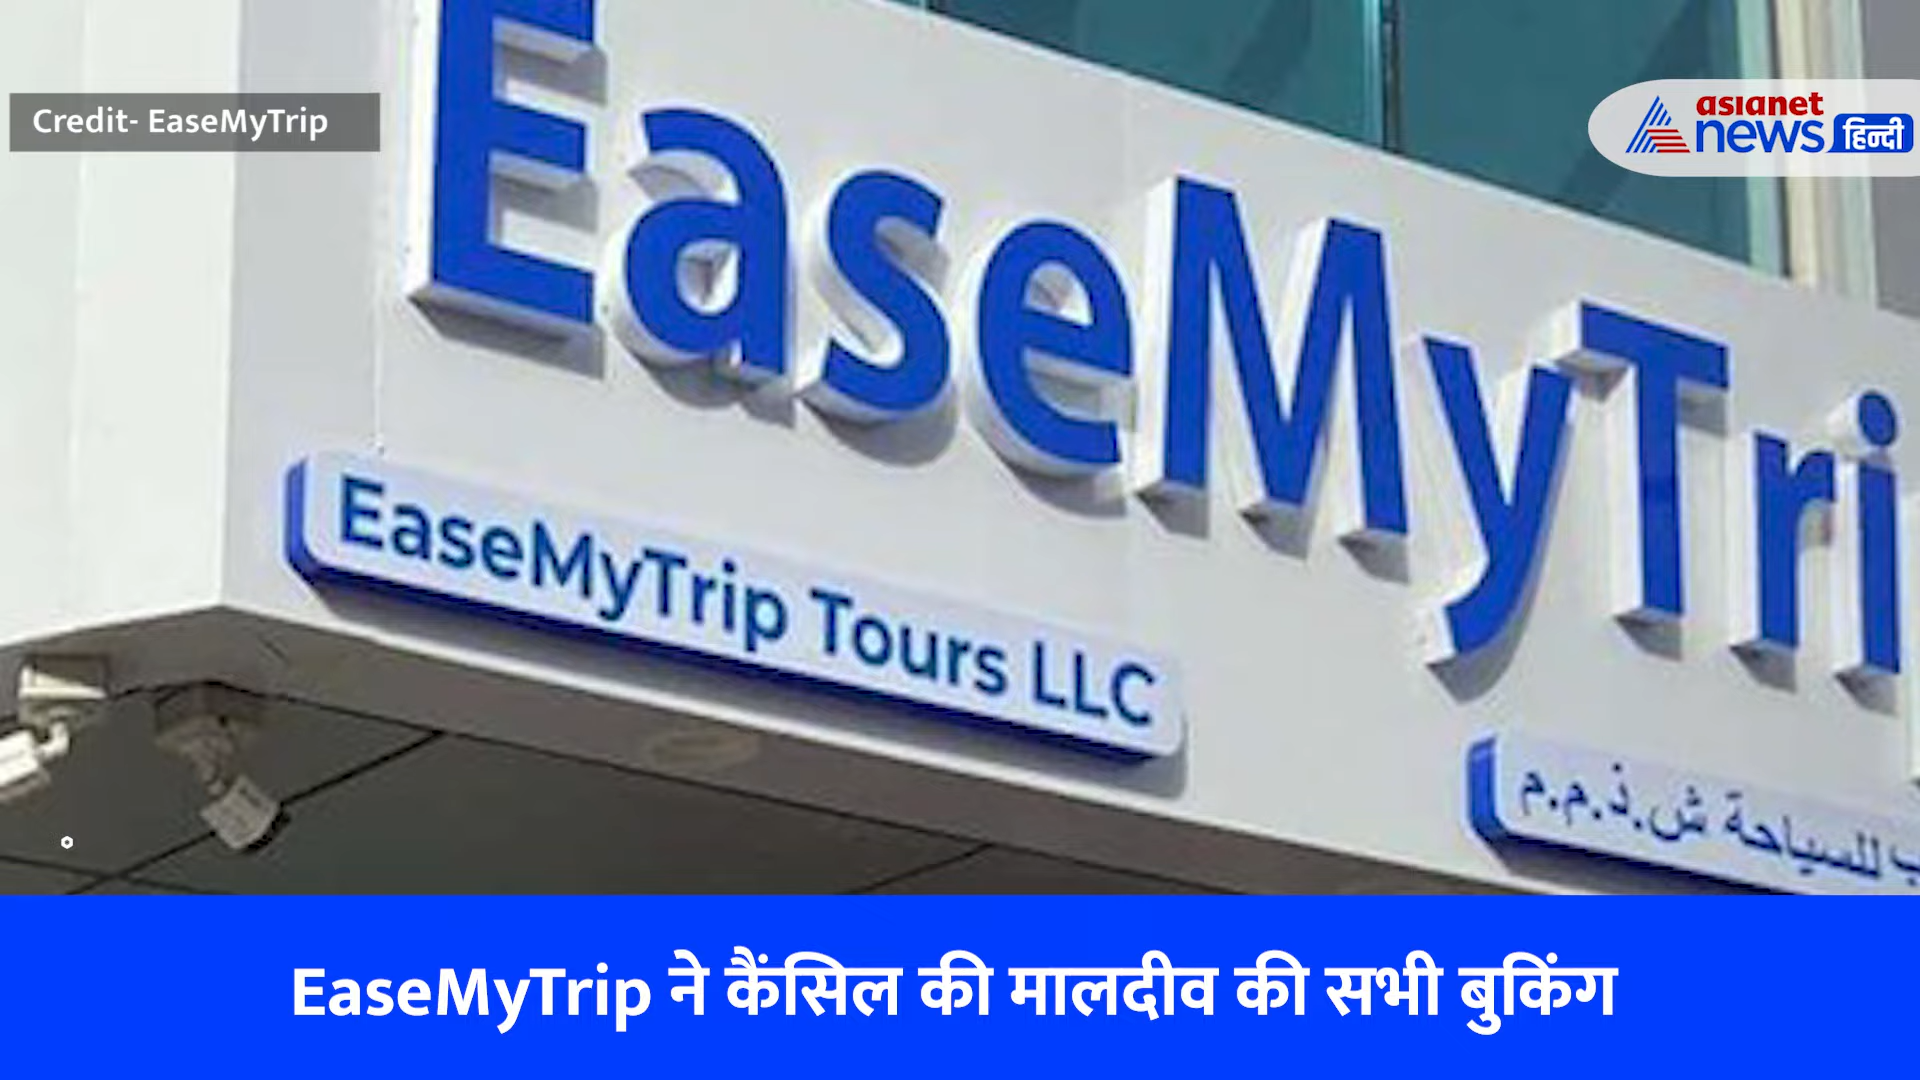 Credit- EaseMyTrip
asianet
news हिन्दी
EaseMyTri
EaseMyTrip Tours LLC
للسياحة ش.ذ.م.م
EaseMyTrip ने कैंसिल की मालदीव की सभी बुकिंग